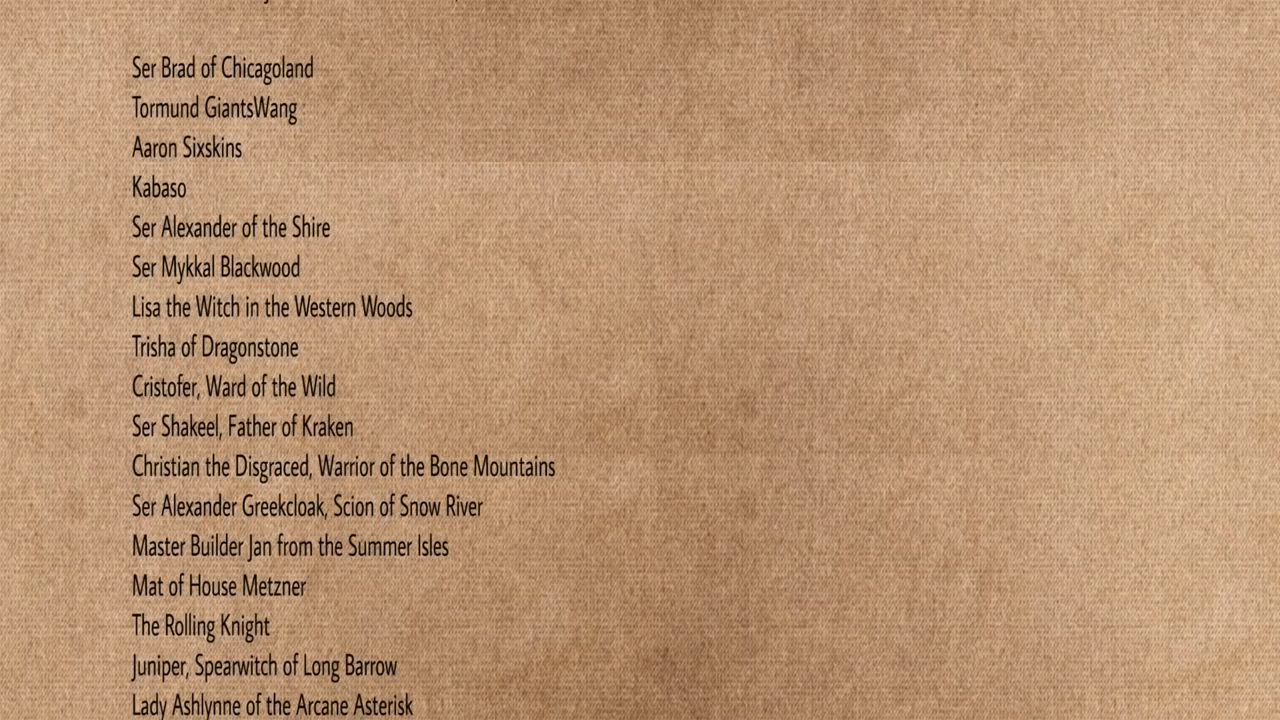 Ser Brad of Chicagoland
Tormund GiantsWang
Aaron Sixskins
Kabaso
Ser Alexander of the Shire
Ser Mykkal Blackwood
Lisa the Witch in the Western Woods
Trisha of Dragonstone
Cristofer, Ward of the Wild
Ser Shakeel, Father of Kraken
Christian the Disgraced, Warrior of the Bone Mountains
Ser Alexander Greekcloak, Scion of Snow River
Master Builder Jan from the Summer Isles
Mat of House Metzner
The Rolling Knight
Juniper, Spearwitch of Long Barrow
Lady Ashlynne of the Arcane Asterisk